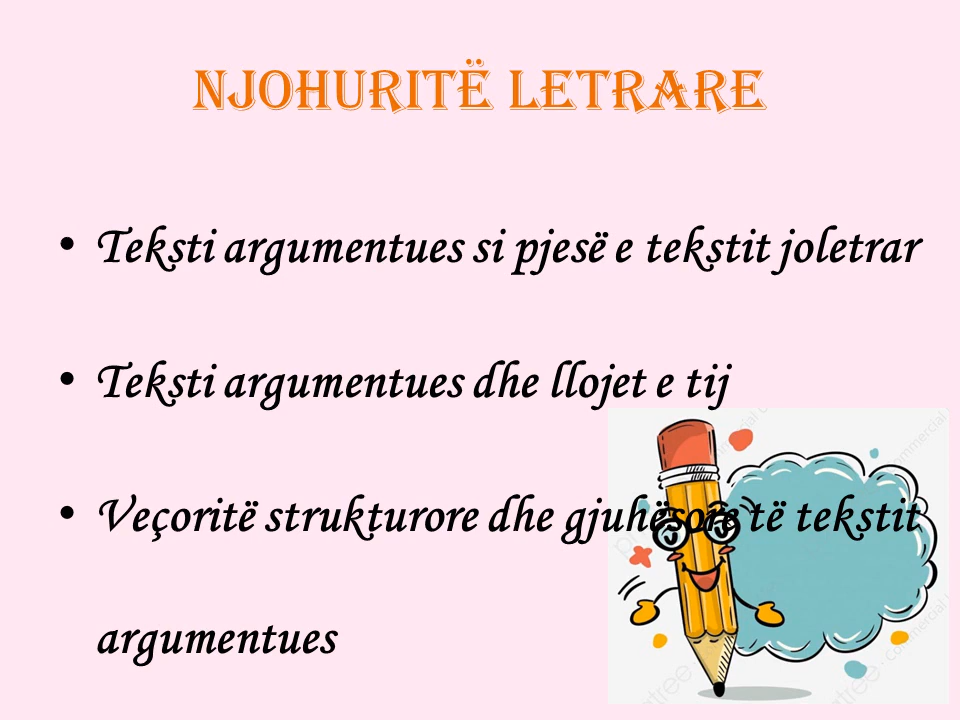 NJOHURITË LETRARE
• Teksti argumentues si pjesë e tekstit joletrar
• Teksti argumentues dhe llojet e tij
• Veçoritë strukturore dhe gjuhësore të tekstit
argumentues